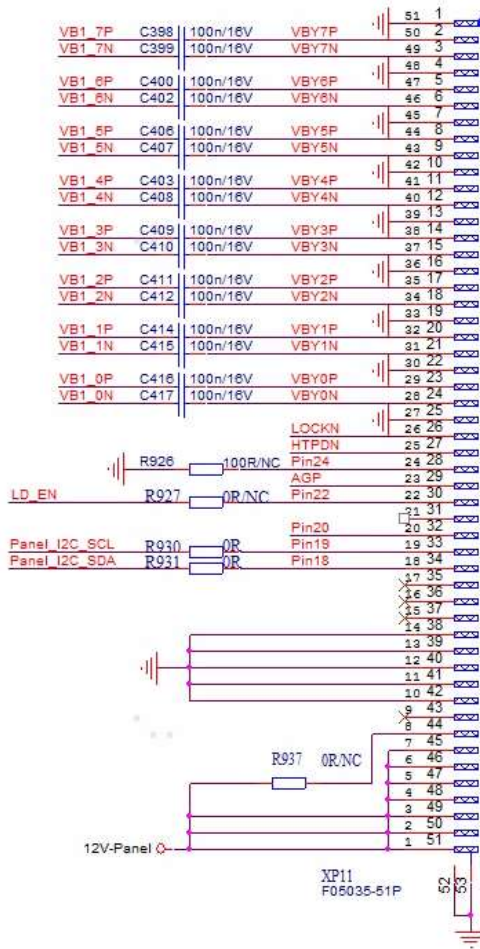 51 1
VB1_7P C398 100n/16V VBY7P 50 2
VB1_7N C399 100n/16V VBY7N 49 3
48 4
VB1_6P C400 100n/16V VBY6P 47 5
VB1_6N C402 100n/16V VBY6N 46 6
45 7
VB1_5P C406 100n/16V VBY5P 44 8
VB1_5N C407 100n/16V VBY5N 43 9
42 10
VB1_4P C403 100n/16V VBY4P 41 11
VB1_4N C408 100n/16V VBY4N 40 12
39 13
VB1_3P C409 100n/16V VBY3P 38 14
VB1_3N C410 100n/16V VBY3N 37 15
36 16
VB1_2P C411 100n/16V VBY2P 35 17
VB1_2N C412 100n/16V VBY2N 34 18
33 19
VB1_1P C414 100n/16V VBY1P 32 20
VB1_1N C415 100n/16V VBY1N 31 21
30 22
VB1_0P C416 100n/16V VBY0P 29 23
VB1_0N C417 100n/16V VBY0N 28 24
27 25
LOCKN 26 26
HTPDN 25 27
R926 100R/NC Pin24 24 28
AGP 23 29
LD_EN R927 0R/NC Pin22 22 30
21 31
Pin20 20 32
Panel_I2C_SCL R930 0R Pin19 19 33
Panel_I2C_SDA R931 0R Pin18 18 34
17 35
16 36
15 37
14 38
13 39
12 40
11 41
10 42
9 43
8 44
7 45
R937 0R/NC 6 46
5 47
4 48
3 49
2 50
12V-Panel 1 51
XP11
F05035-51P
52 53